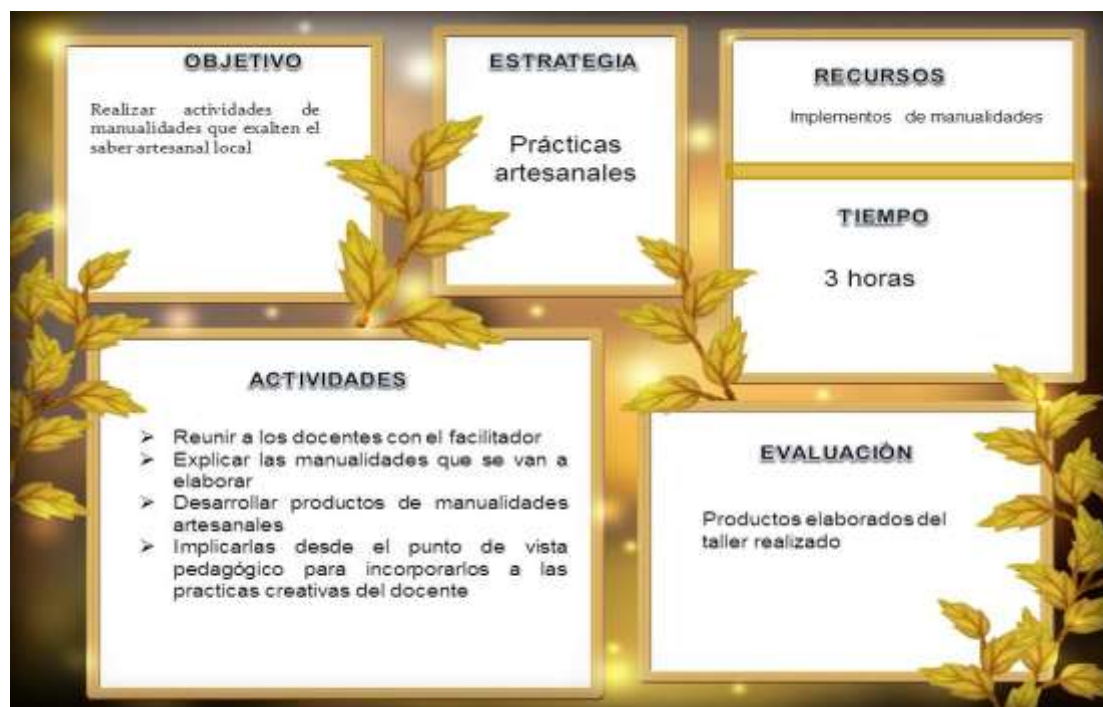 OBJETIVO
Realizar actividades de
manualidades que exalten el
saber artesanal local
ESTRATEGIA
Prácticas
artesanales
RECURSOS
Implementos de manualidades
TIEMPO
3 horas
ACTIVIDADES
➢ Reunir a los docentes con el facilitador
➢ Explicar las manualidades que se van a
elaborar
➢ Desarrollar productos de manualidades
artesanales
➢ Implicarlas desde el punto de vista
pedagógico para incorporarlos a las
practicas creativas del docente
EVALUACIÓN
Productos elaborados del
taller realizado